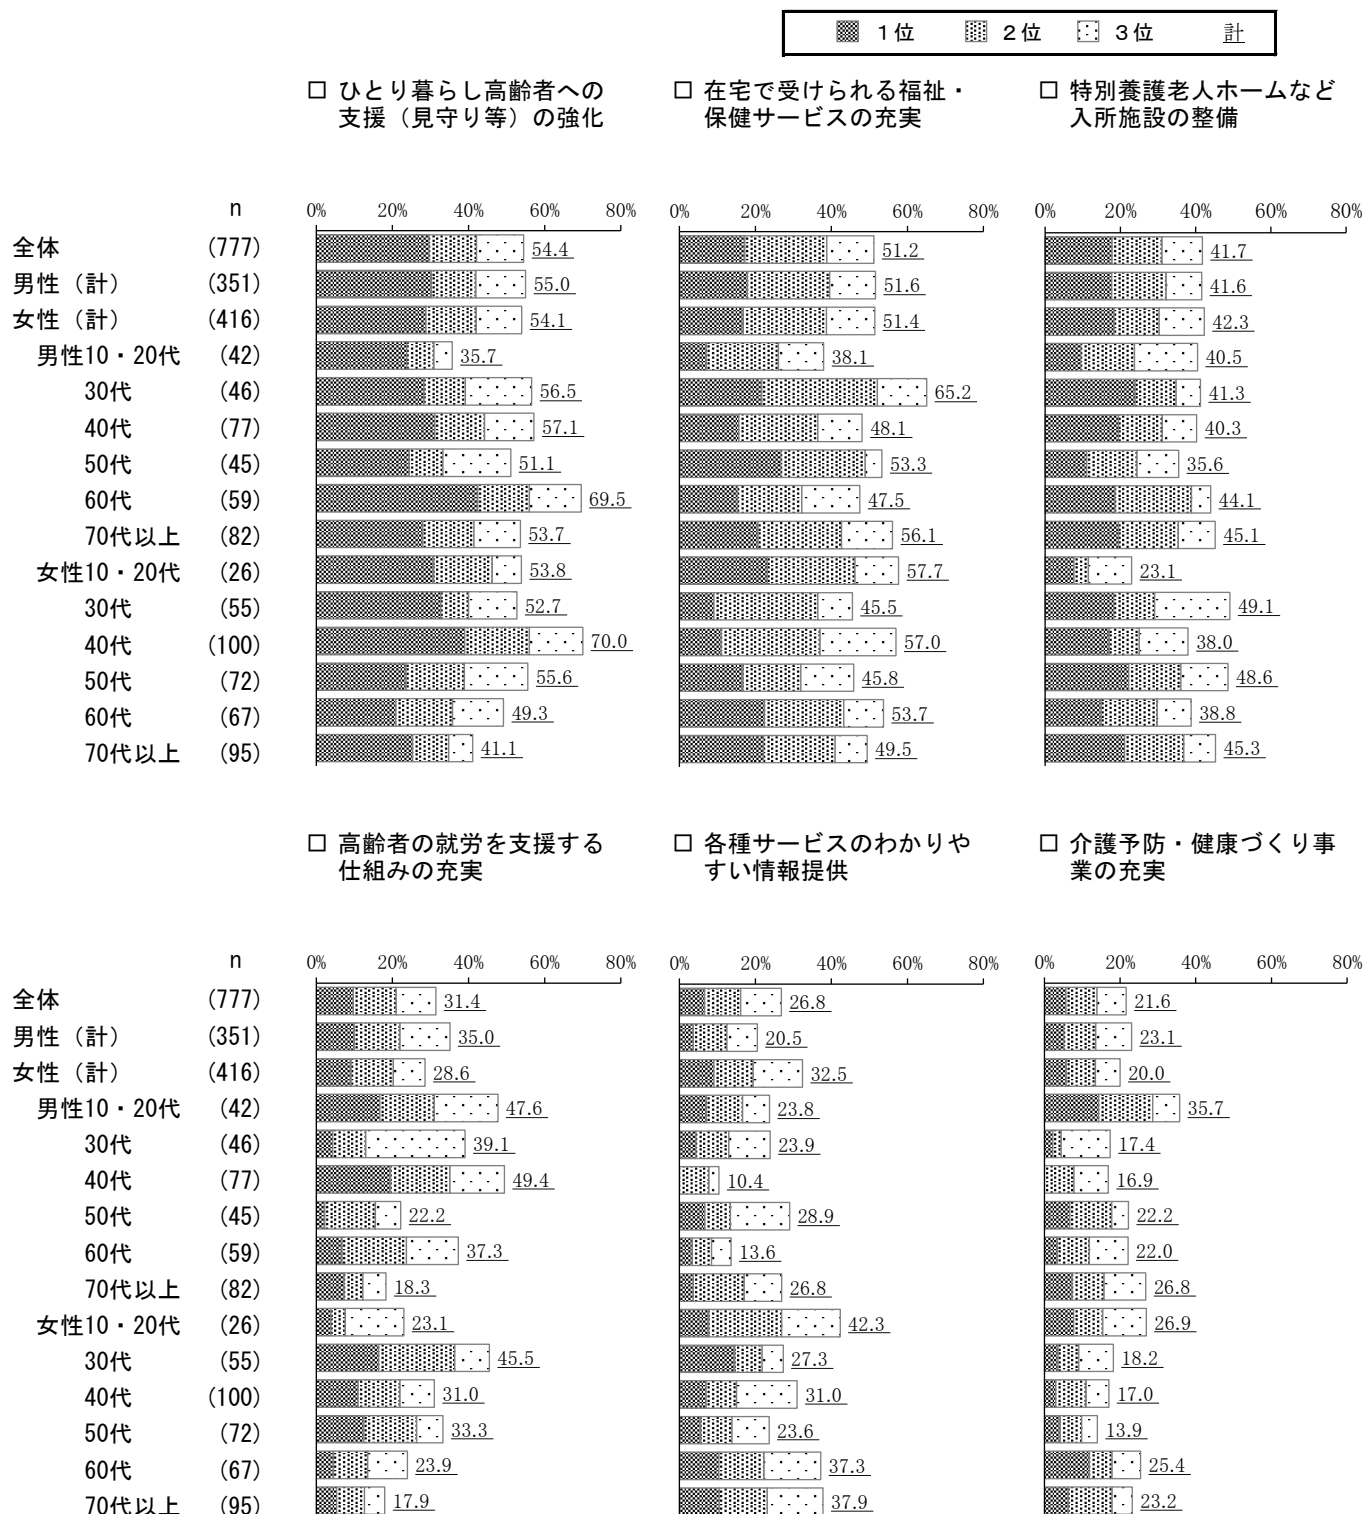 1位 2位 3位 計
□ ひとり暮らし高齢者への
支援（見守り等）の強化
□ 在宅で受けられる福祉・
保健サービスの充実
□ 特別養護老人ホームなど
入所施設の整備
n 0% 20% 40% 60% 80% 0% 20% 40% 60% 80% 0% 20% 40% 60% 80%
全体 (777) 54.4 51.2 41.7
男性（計） (351) 55.0 51.6 41.6
女性（計） (416) 54.1 51.4 42.3
男性10・20代 (42) 35.7 38.1 40.5
30代 (46) 56.5 65.2 41.3
40代 (77) 57.1 48.1 40.3
50代 (45) 51.1 53.3 35.6
60代 (59) 69.5 47.5 44.1
70代以上 (82) 53.7 56.1 45.1
女性10・20代 (26) 53.8 57.7 23.1
30代 (55) 52.7 45.5 49.1
40代 (100) 70.0 57.0 38.0
50代 (72) 55.6 45.8 48.6
60代 (67) 49.3 53.7 38.8
70代以上 (95) 41.1 49.5 45.3
□ 高齢者の就労を支援する
仕組みの充実
□ 各種サービスのわかりや
すい情報提供
□ 介護予防・健康づくり事
業の充実
n 0% 20% 40% 60% 80% 0% 20% 40% 60% 80% 0% 20% 40% 60% 80%
全体 (777) 31.4 26.8 21.6
男性（計） (351) 35.0 20.5 23.1
女性（計） (416) 28.6 32.5 20.0
男性10・20代 (42) 47.6 23.8 35.7
30代 (46) 39.1 23.9 17.4
40代 (77) 49.4 10.4 16.9
50代 (45) 22.2 28.9 22.2
60代 (59) 37.3 13.6 22.0
70代以上 (82) 18.3 26.8 26.8
女性10・20代 (26) 23.1 42.3 26.9
30代 (55) 45.5 27.3 18.2
40代 (100) 31.0 31.0 17.0
50代 (72) 33.3 23.6 13.9
60代 (67) 23.9 37.3 25.4
70代以上 (95) 17.9 37.9 23.2